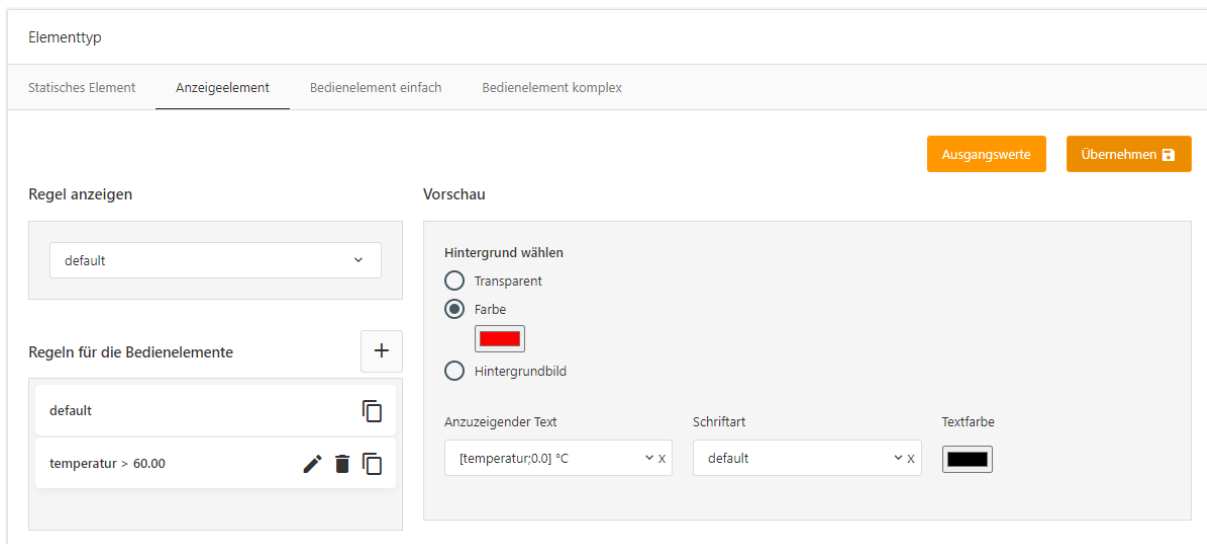 Elementtyp
Statisches Element Anzeigeelement Bedienelement einfach Bedienelement komplex
Ausgangswerte Übernehmen
Regel anzeigen
default
Regeln für die Bedienelemente +
default
temperatur > 60.00
Vorschau
Hintergrund wählen
Transparent
Farbe
Hintergrundbild
Anzuzeigender Text Schriftart Textfarbe
[temperatur;0.0] °C x default x